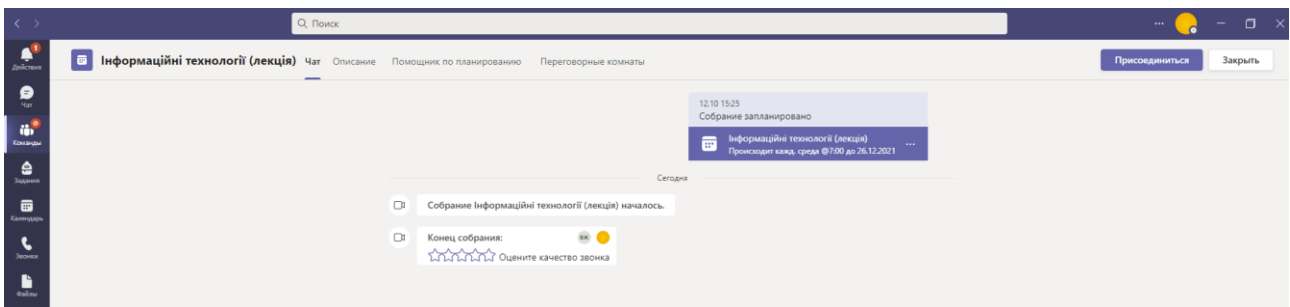 Поиск
Інформаційні технології (лекція) Чат Описание Помощник по планированию Переговорные комнаты Присоединиться Закрыть
Действия
Чат
Команды
Задания
Календарь
Звонки
Файлы
12.10 15:25
Собрание запланировано
Інформаційні технології (лекція)
Происходит кажд. среда @7:00 до 26.12.2021
Сегодня
Собрание Інформаційні технології (лекція) началось.
Конец собрания:
Оцените качество звонка